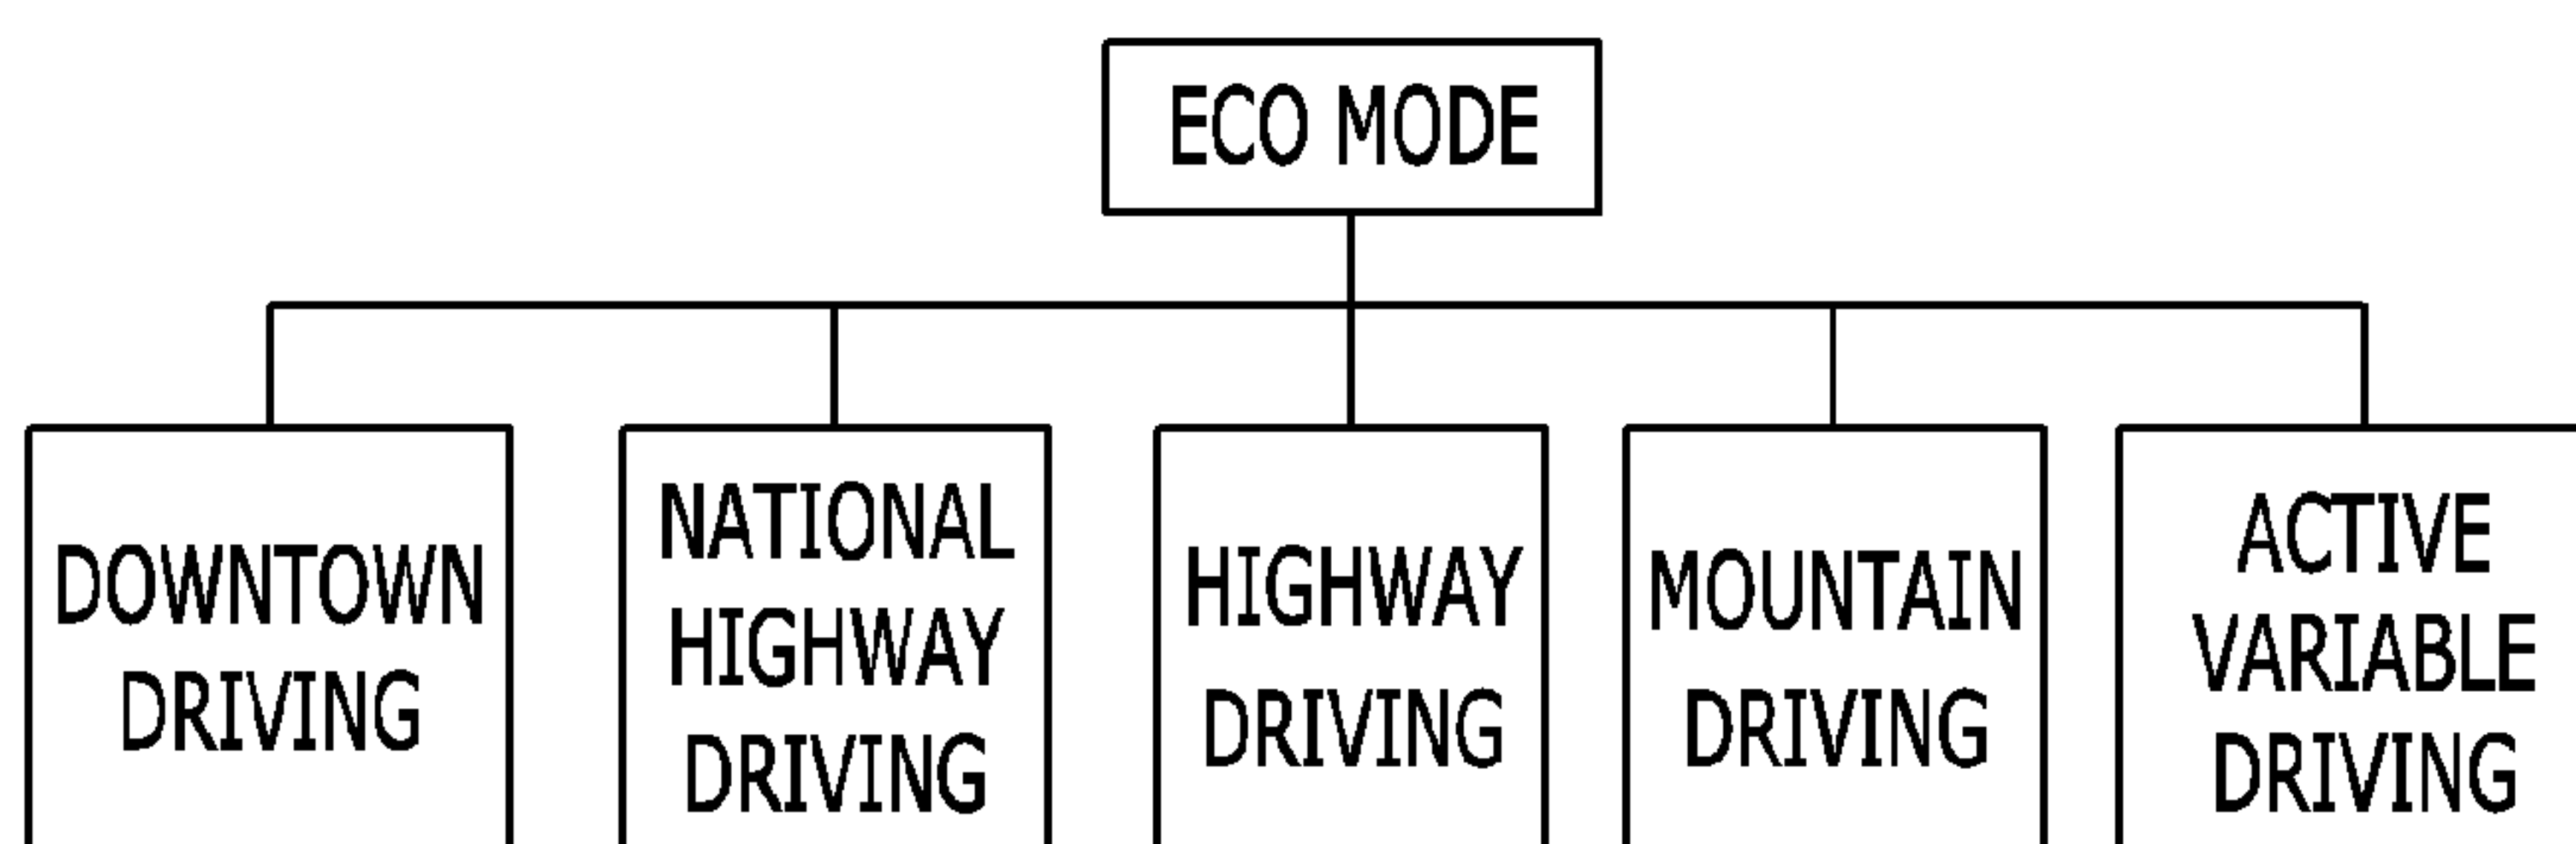 ECO MODE
DOWNTOWN
DRIVING
NATIONAL
HIGHWAY
DRIVING
HIGHWAY
DRIVING
MOUNTAIN
DRIVING
ACTIVE
VARIABLE
DRIVING